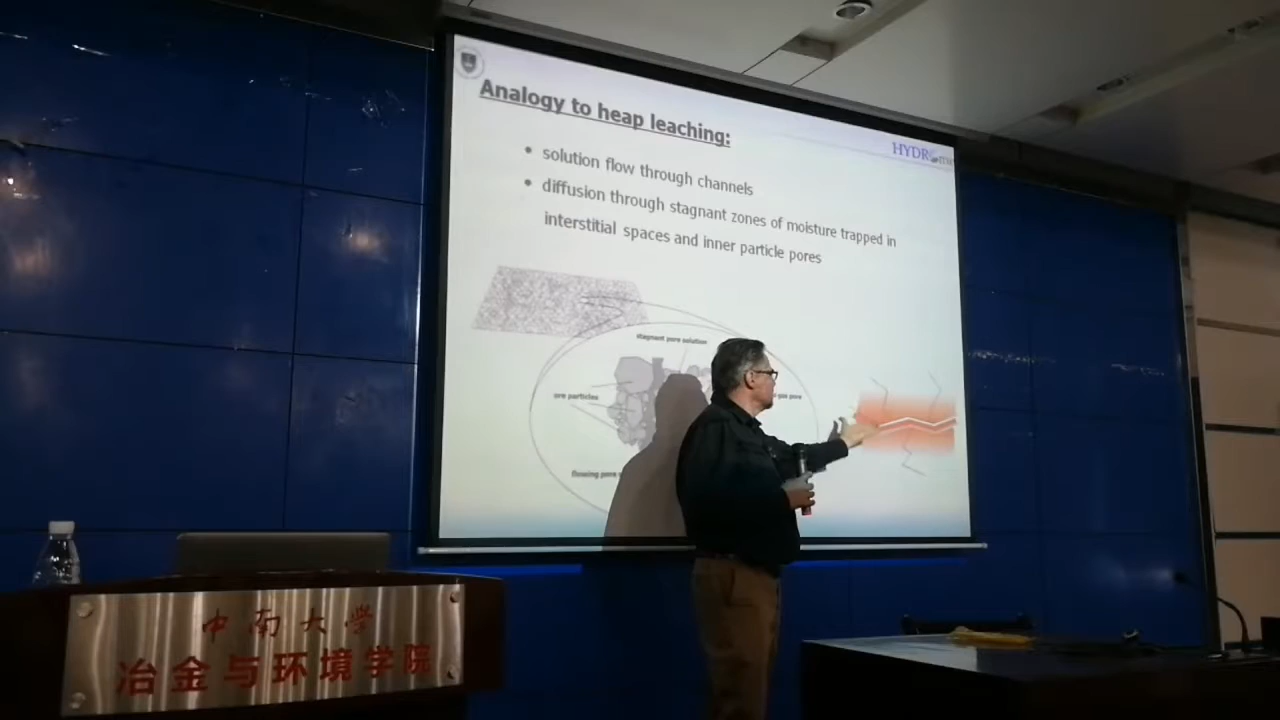 Analogy to heap leaching:
HYDR
• solution flow through channels
• diffusion through stagnant zones of moisture trapped in
interstitial spaces and inner particle pores
stagnant pore solution
ore particles
pore
flowing pore
中南大学
冶金与环境学院